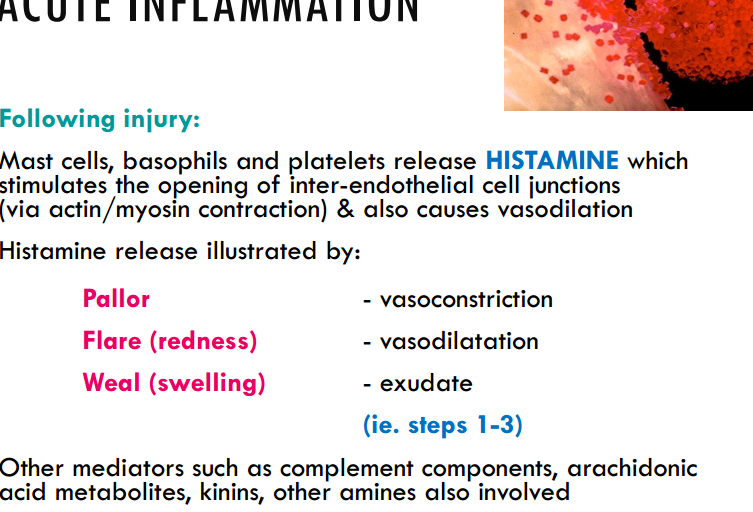 ACUTE INFLAMMATION
Following injury:
Mast cells, basophils and platelets release HISTAMINE which
stimulates the opening of inter-endothelial cell junctions
(via actin/myosin contraction) & also causes vasodilation
Histamine release illustrated by:
Pallor - vasoconstriction
Flare (redness) - vasodilatation
Weal (swelling) - exudate
(ie. steps 1-3)
Other mediators such as complement components, arachidonic
acid metabolites, kinins, other amines also involved